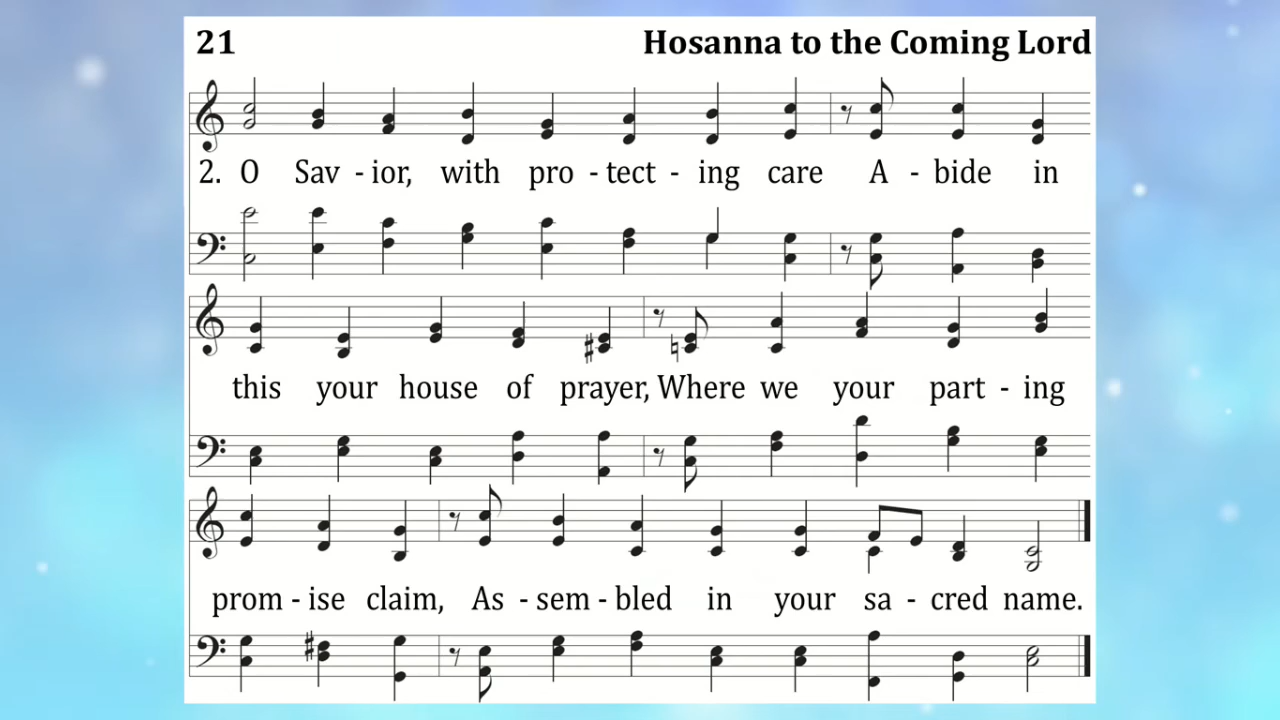 21 Hosanna to the Coming Lord
2. O Sav - ior, with pro - tect - ing care A - bide in
this your house of prayer, Where we your part - ing
prom - ise claim, As - sem - bled in your sa - cred name.